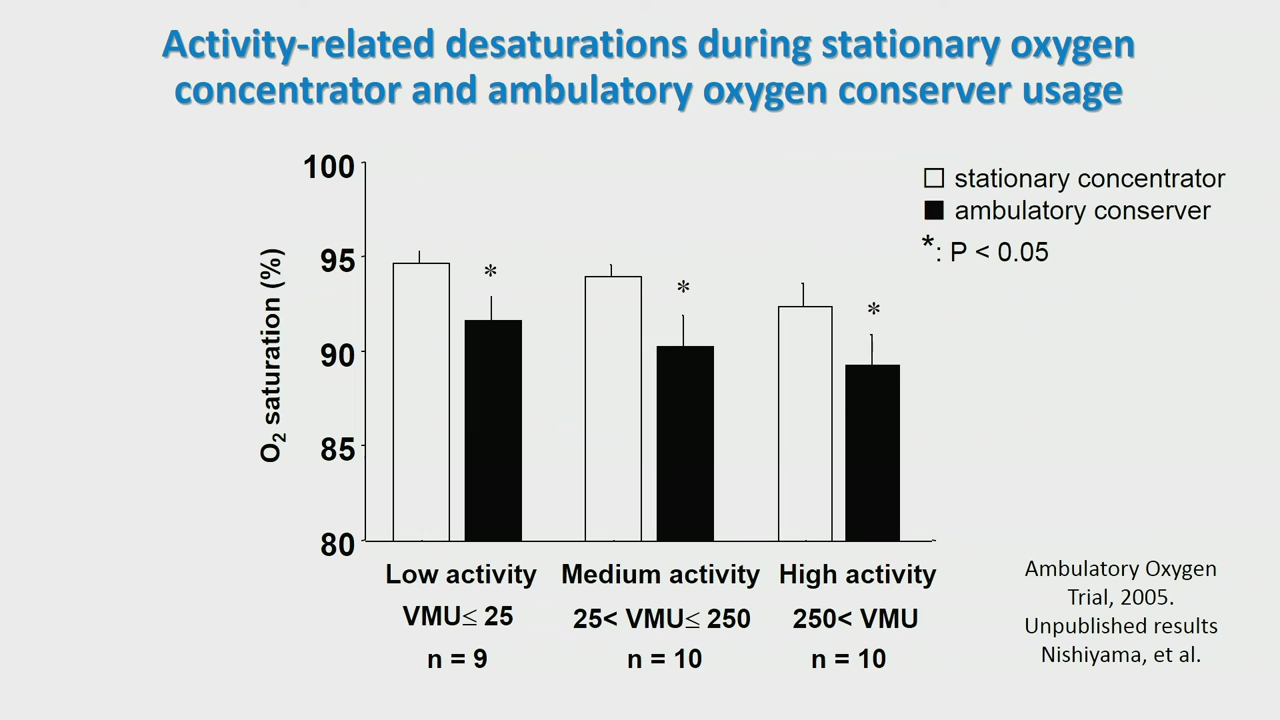 Activity-related desaturations during stationary oxygen
concentrator and ambulatory oxygen conserver usage
100
95
90
85
80
O₂ saturation (%)
stationary concentrator
ambulatory conserver
*: P < 0.05
*
*
*
Low activity
Medium activity
High activity
VMU≤ 25
25< VMU≤ 250
250< VMU
n = 9
n = 10
n = 10
Ambulatory Oxygen
Trial, 2005.
Unpublished results
Nishiyama, et al.